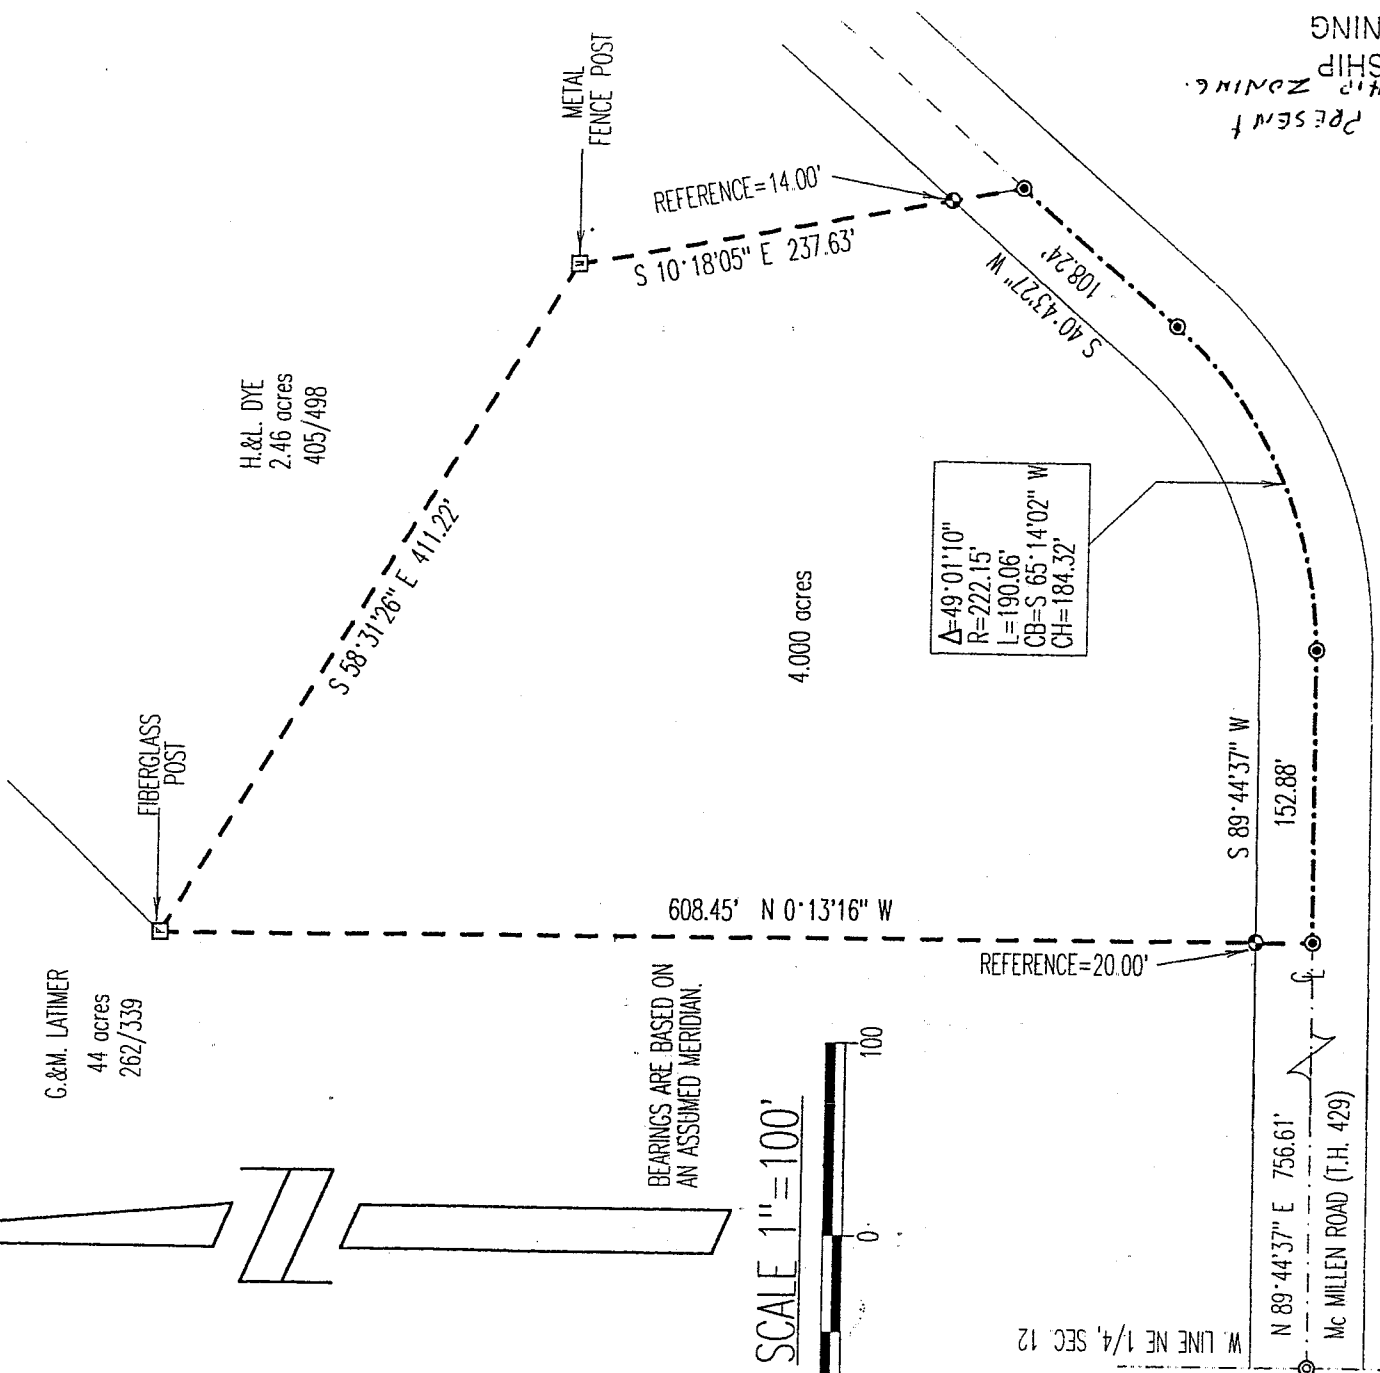 METAL
FENCE POST
REFERENCE=14.00'
S 10°18'05" E 237.63'
S 40°43'27" W
108.24'
H.&L. DYE
2.46 acres
405/498
S 58°31'26" E 411.22'
FIBERGLASS
POST
4.000 acres
Δ=49°01'10"
R=222.15'
L=190.06'
CB=S 65°14'02" W
CH=184.32'
S 89°44'37" W
152.88'
608.45' N 0°13'16" W
REFERENCE=20.00'
G.&M. LATIMER
44 acres
262/339
BEARINGS ARE BASED ON
AN ASSUMED MERIDIAN.
SCALE 1"=100'
0
100
N 89°44'37" E 756.61'
Mc MILLEN ROAD (T.H. 429)
W. LINE NE 1/4, SEC. 12
PRESENT
ZONING.
SHIP
NING